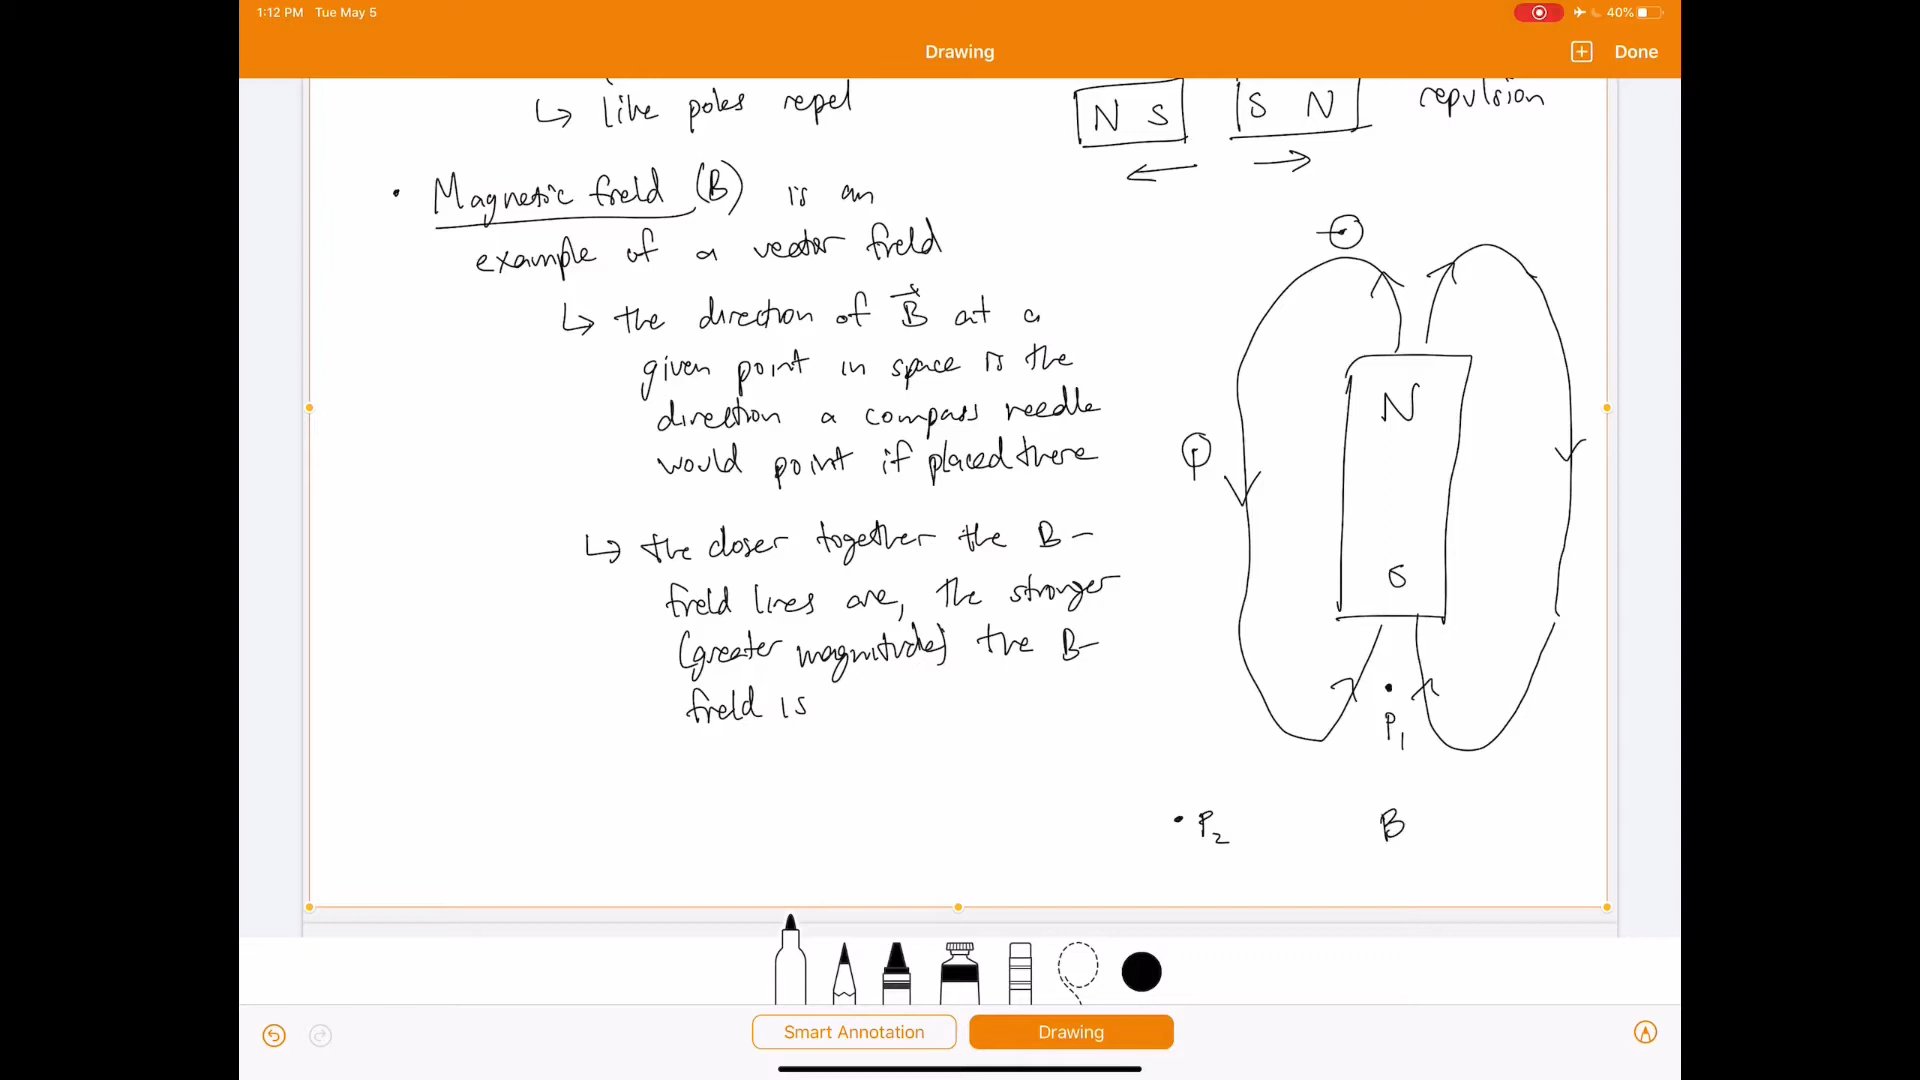 1:12 PM Tue May 5
40%
Drawing
Done
↳ like poles repel
N S
S N
repulsion
• Magnetic field (B) is an
example of a vector field
↳ the direction of B⃗ at a
given point in space is the
direction a compass needle
would point if placed there
↳ the closer together the B-
field lines are, the stronger
(greater magnitude) the B-
field is
N
S
P₁
• P₂
B
Smart Annotation
Drawing